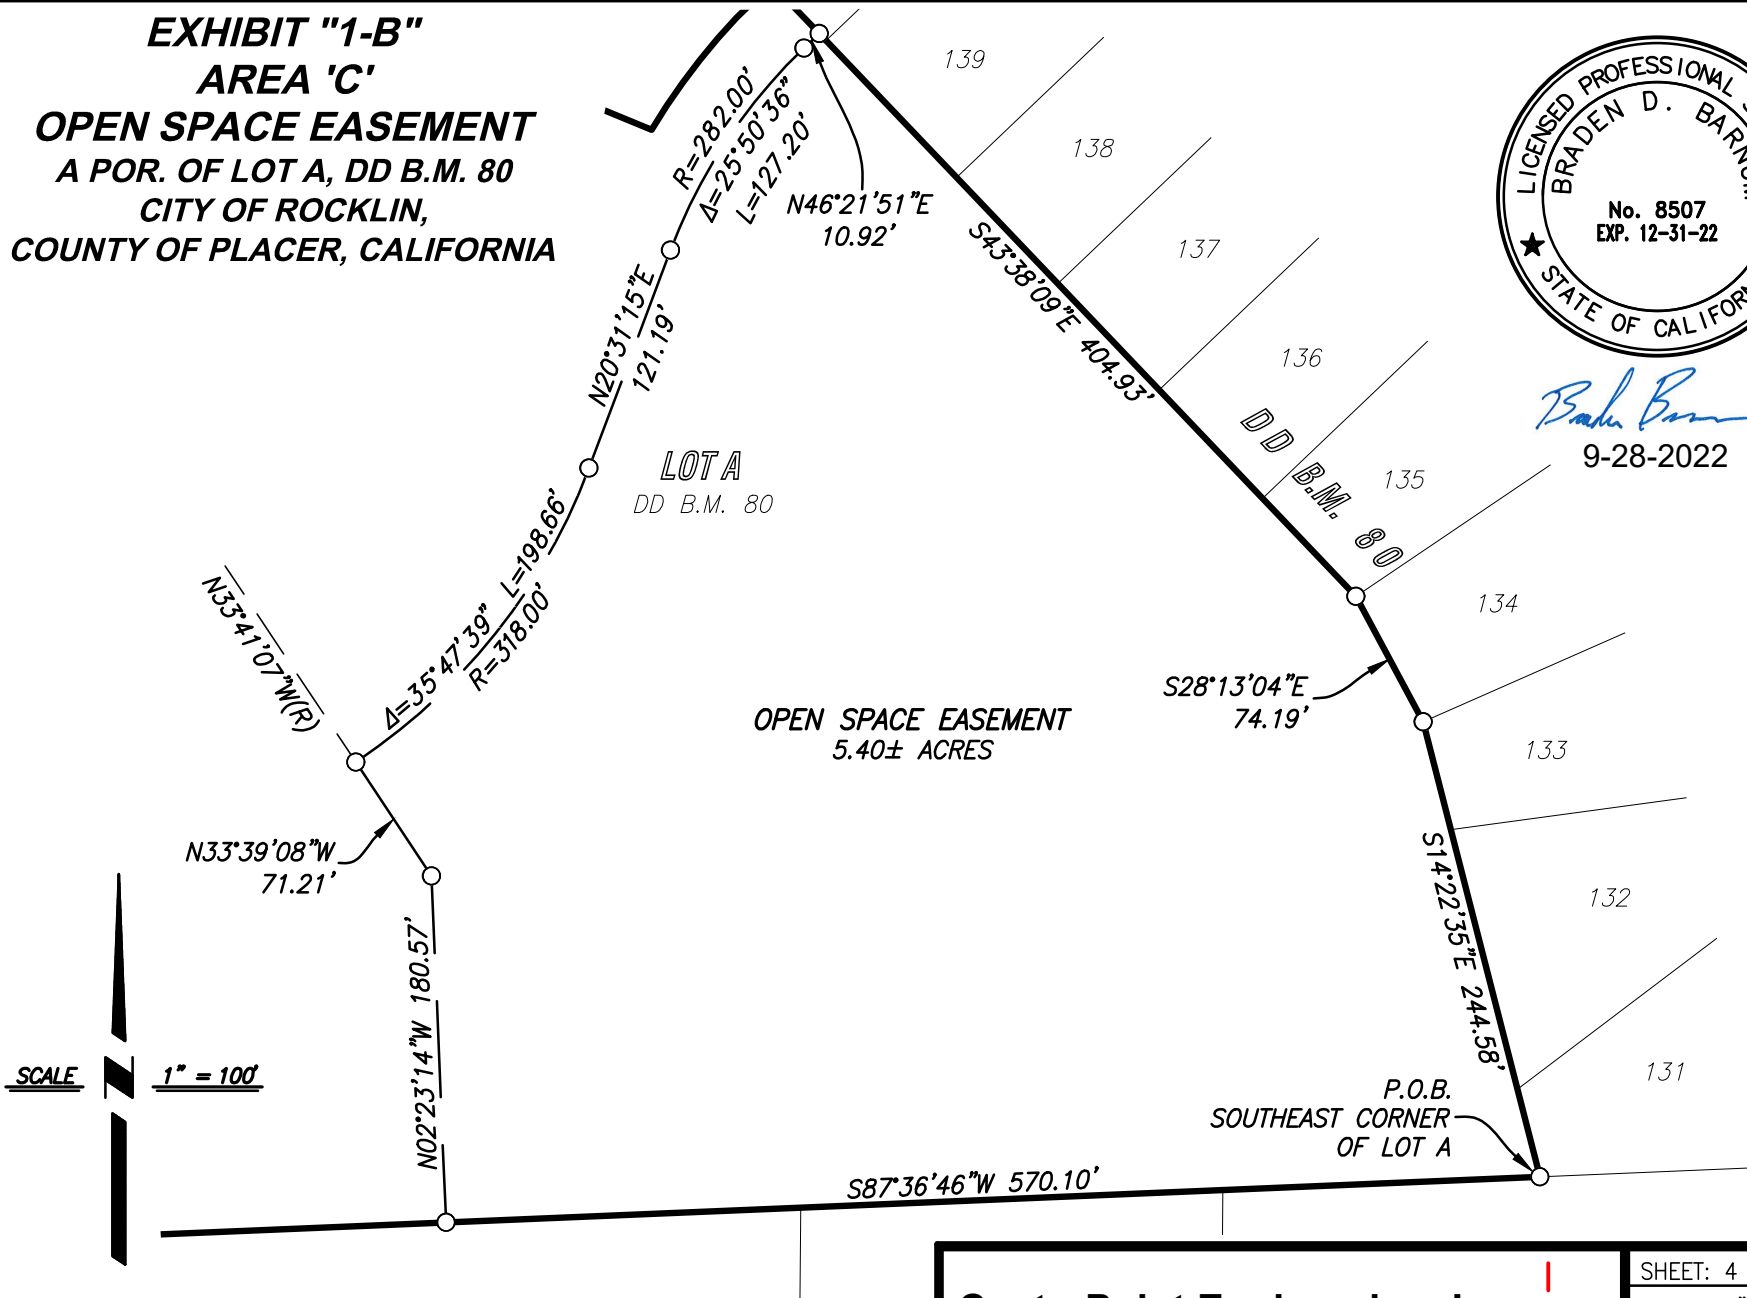 EXHIBIT "1-B"
AREA 'C'
OPEN SPACE EASEMENT
A POR. OF LOT A, DD B.M. 80
CITY OF ROCKLIN,
COUNTY OF PLACER, CALIFORNIA
R=282.00'
Δ=25°50'36"
L=127.20'
N46°21'51"E
10.92'
139
138
137
136
135
134
133
132
131
S43°38'09"E 404.93'
DD B.M. 80
LICENSED PROFESSIONAL
BRADEN D.
No. 8507
EXP. 12-31-22
★ STATE OF
9-28-2022
N20°31'15"E
121.19'
LOT A
DD B.M. 80
L=198.66'
Δ=35°47'39"
R=318.00'
N33°41'07"W(R)
OPEN SPACE EASEMENT
5.40± ACRES
S28°13'04"E
74.19'
N33°39'08"W
71.21'
S14°22'35"E 244.58'
N02°23'14"W 180.57'
SCALE N 1" = 100'
P.O.B.
SOUTHEAST CORNER
OF LOT A
S87°36'46"W 570.10'
SHEET: 4